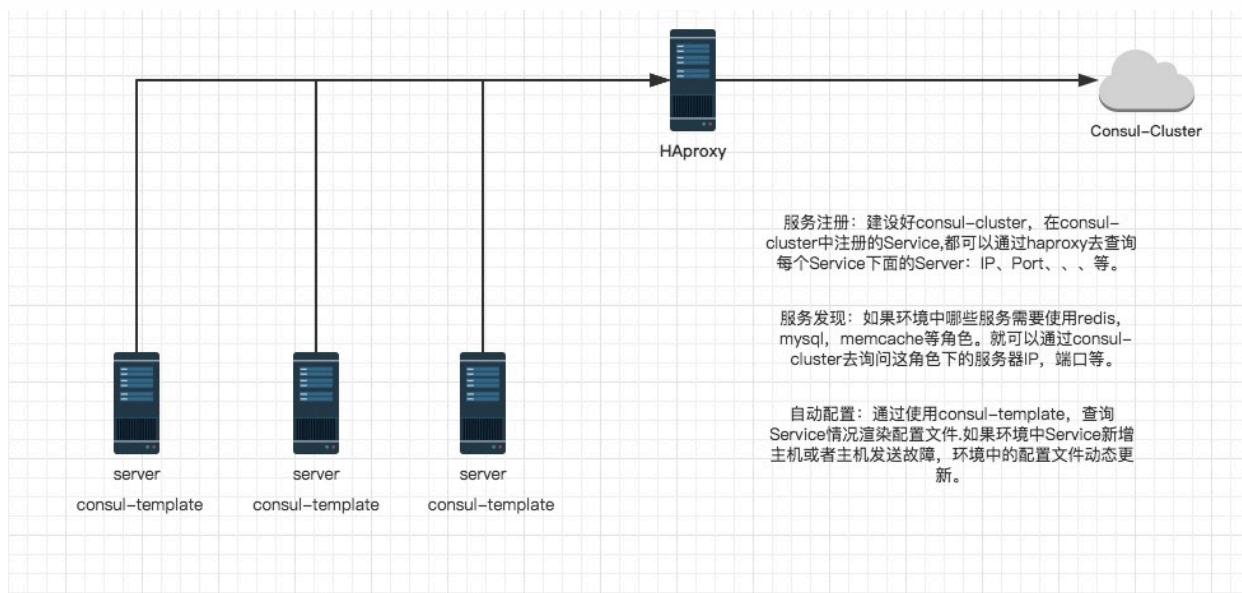 HAproxy
Consul-Cluster
服务注册：建设好consul-cluster，在consul-
cluster中注册的Service,都可以通过haproxy去查询
每个Service下面的Server：IP、Port、、、等。
服务发现：如果环境中哪些服务需要使用redis，
mysql，memcache等角色。就可以通过consul-
cluster去询问这角色下的服务器IP，端口等。
自动配置：通过使用consul-template，查询
Service情况渲染配置文件.如果环境中Service新增
主机或者主机发送故障，环境中的配置文件动态更
新。
server
server
server
consul-template
consul-template
consul-template